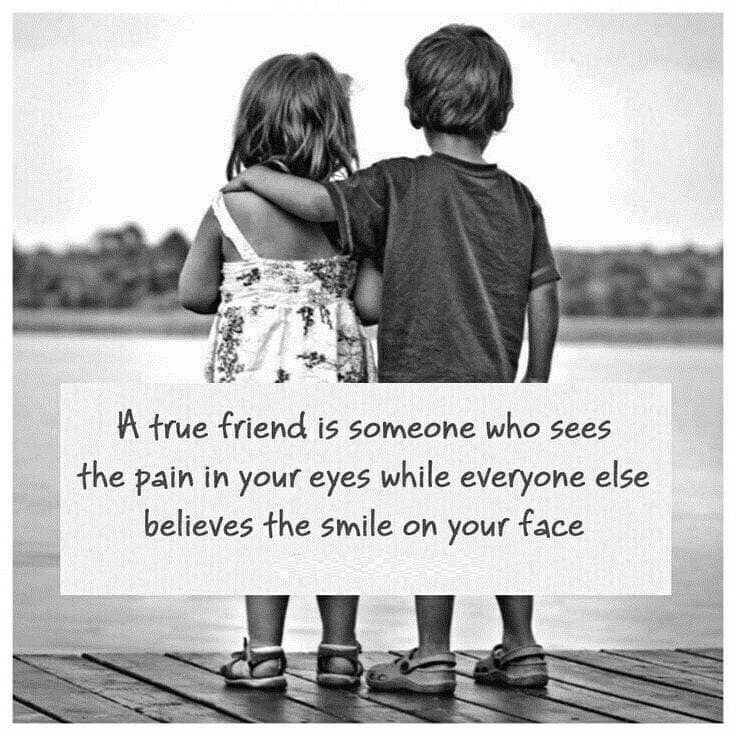 A true friend is someone who sees
the pain in your eyes while everyone else
believes the smile on your face